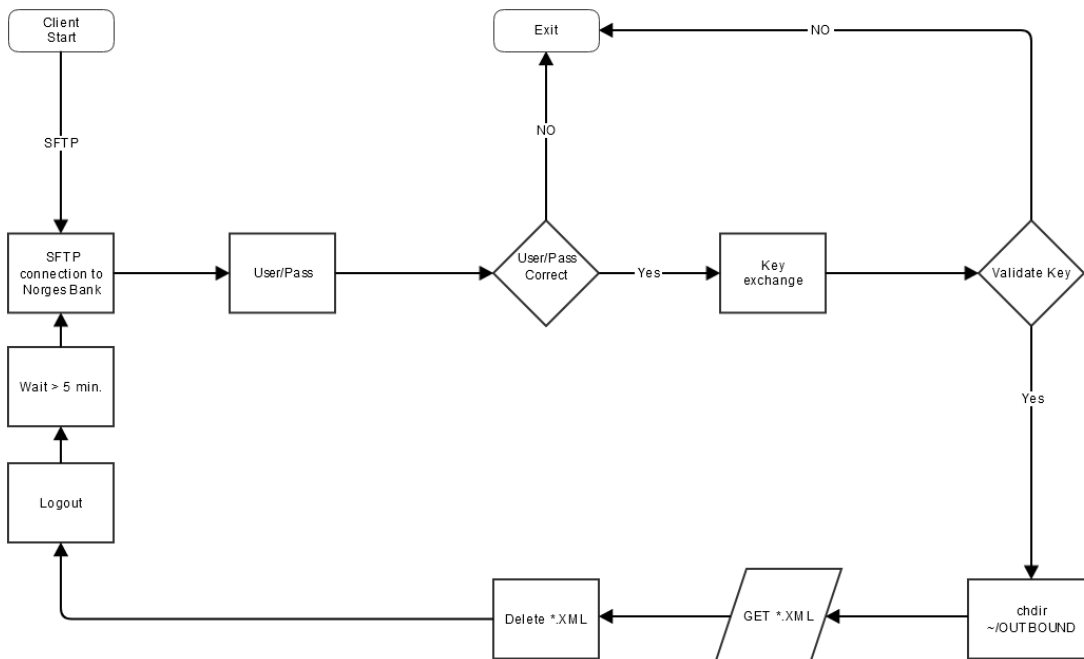 Client
Start
Exit
NO
NO
SFTP
SFTP
connection to
Norges Bank
User/Pass
User/Pass
Correct
Yes
Key
exchange
Validate Key
Wait > 5 min.
Yes
Logout
Delete *.XML
GET *.XML
chdir
~/OUTBOUND